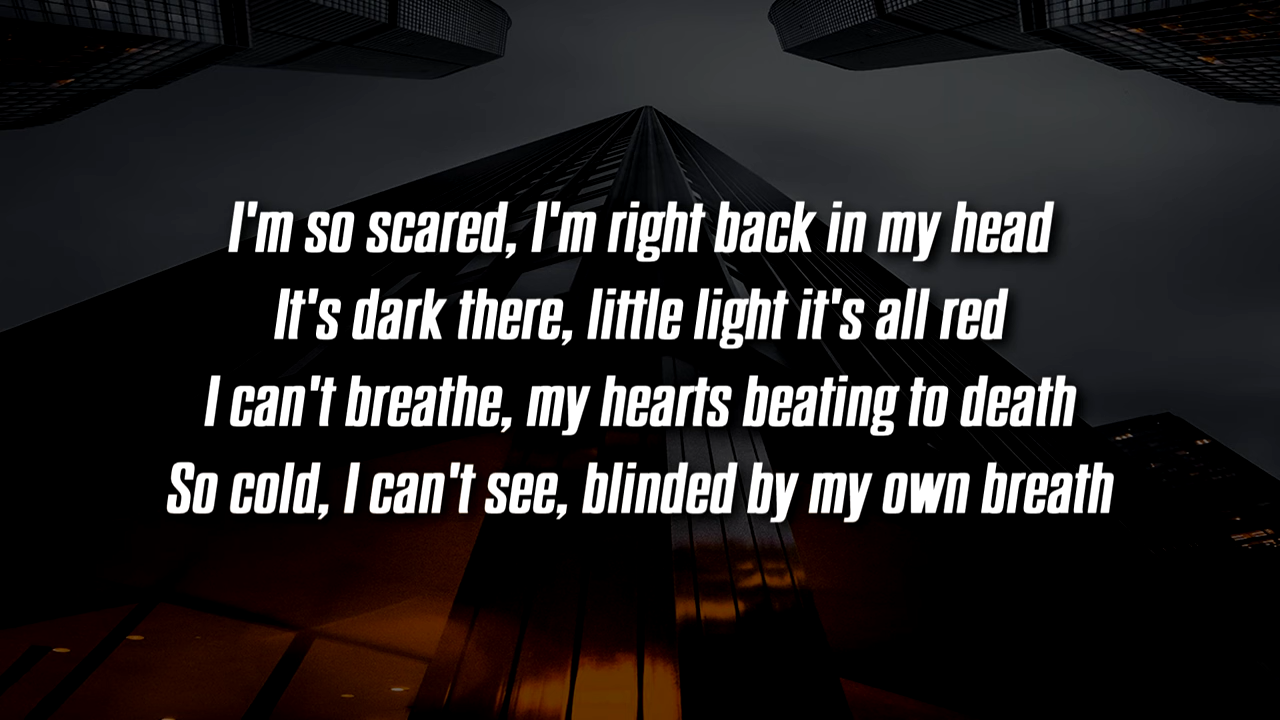 I'm so scared, I'm right back in my head
It's dark there, little light it's all red
I can't breathe, my hearts beating to death
So cold, I can't see, blinded by my own breath